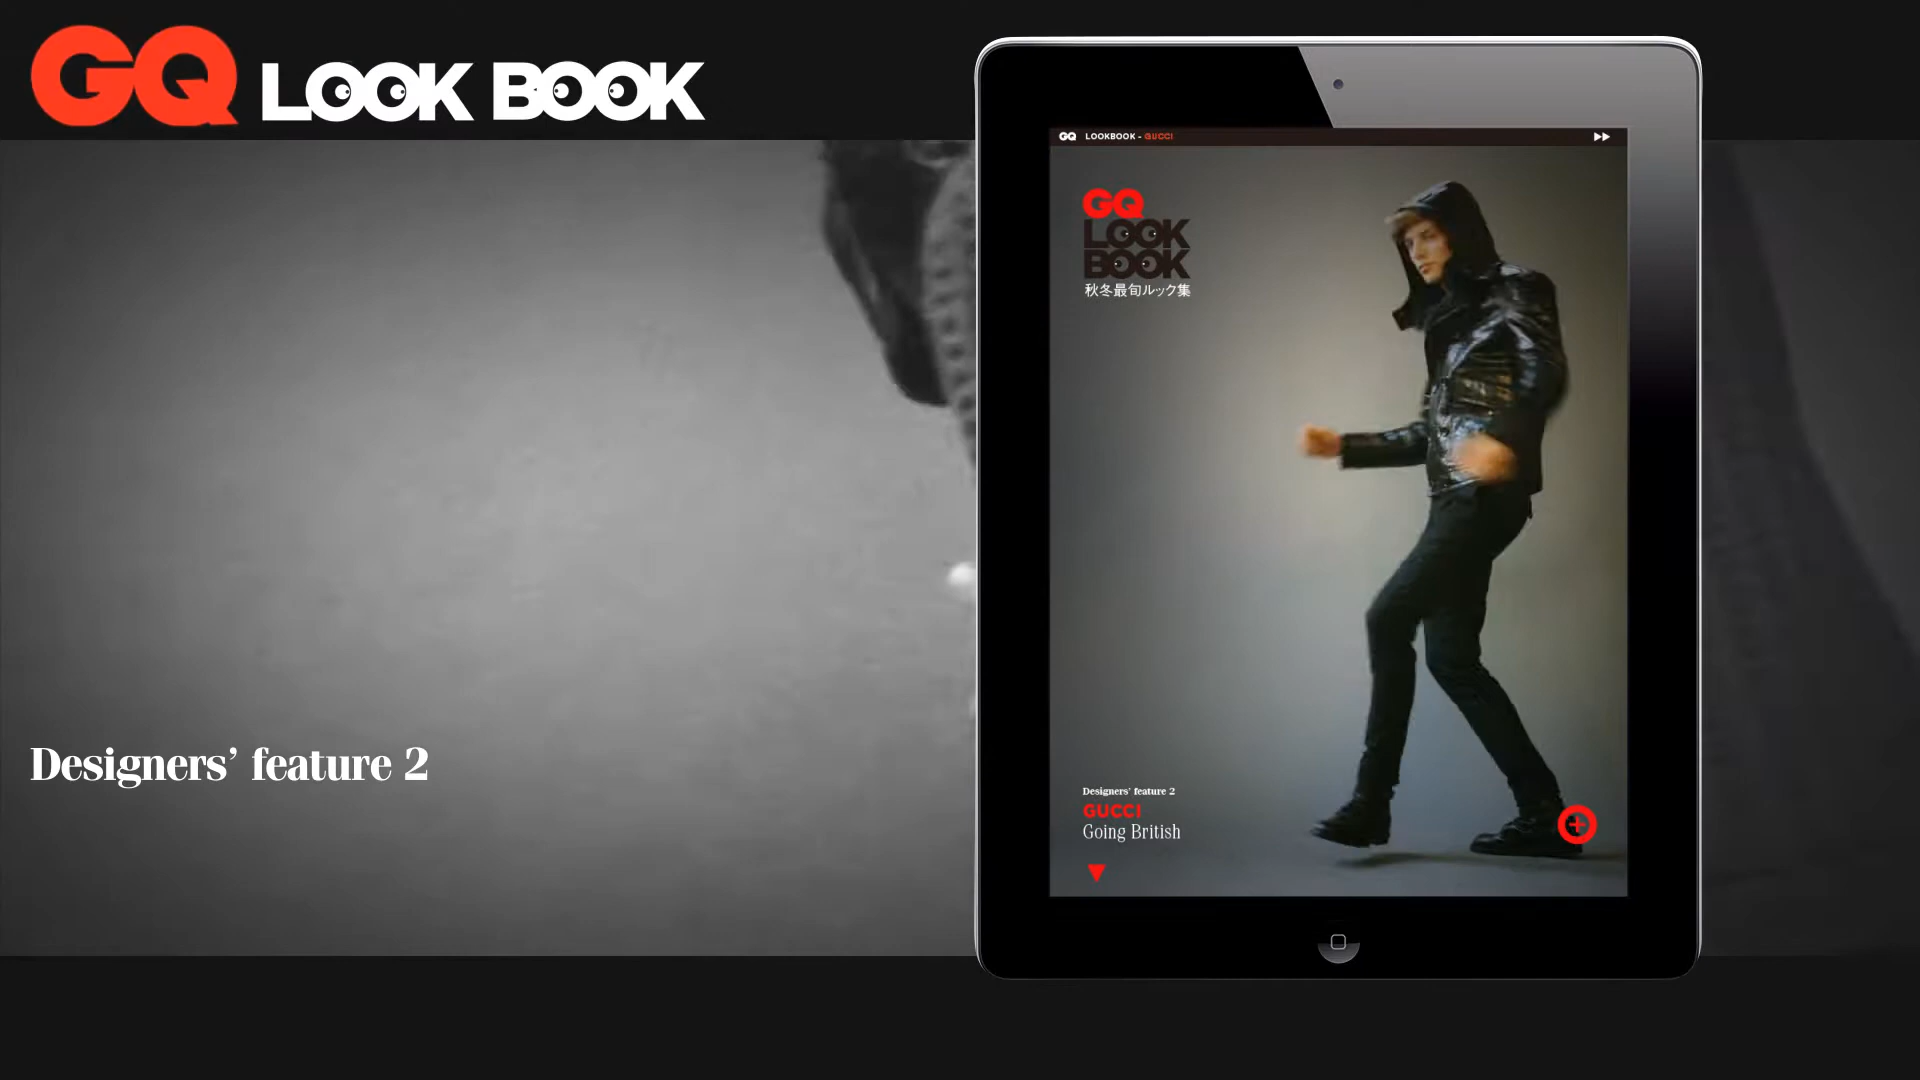 GQ LOOK BOOK
GQ LOOKBOOK - GUCCI
GQ
LOOK
BOOK
秋冬最旬ルック集
Designers’ feature 2
Designers’ feature 2
GUCCI
Going British